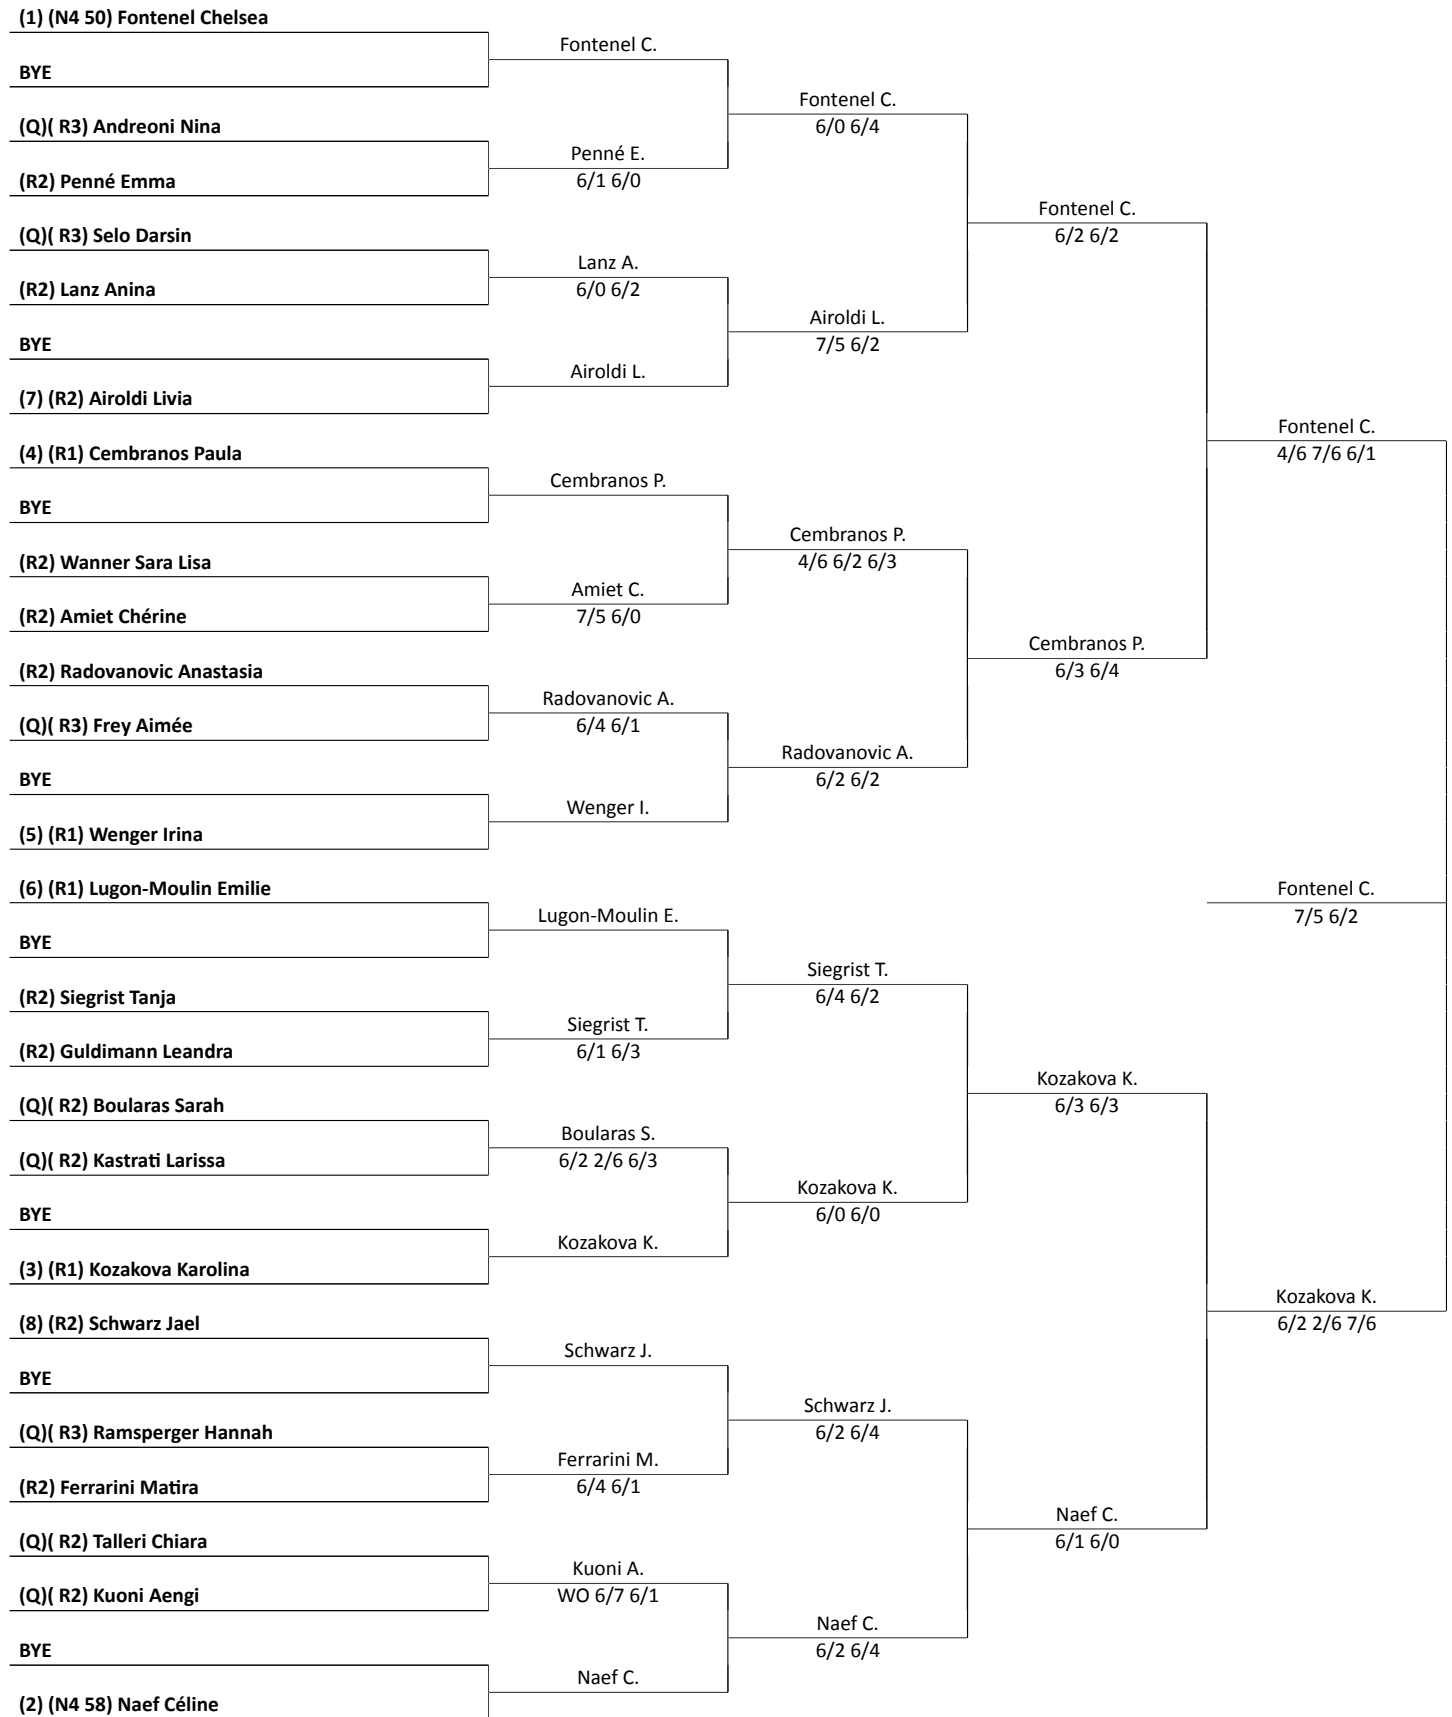 (1) (N4 50) Fontenel Chelsea
Fontenel C.
BYE
Fontenel C.
6/0 6/4
(Q)( R3) Andreoni Nina
Penné E.
6/1 6/0
(R2) Penné Emma
Fontenel C.
6/2 6/2
(Q)( R3) Selo Darsin
Lanz A.
6/0 6/2
(R2) Lanz Anina
Airoldi L.
7/5 6/2
BYE
Airoldi L.
(7) (R2) Airoldi Livia
Fontenel C.
4/6 7/6 6/1
(4) (R1) Cembranos Paula
Cembranos P.
BYE
Cembranos P.
4/6 6/2 6/3
(R2) Wanner Sara Lisa
Amiet C.
7/5 6/0
(R2) Amiet Chérine
Cembranos P.
6/3 6/4
(R2) Radovanovic Anastasia
Radovanovic A.
6/4 6/1
(Q)( R3) Frey Aimée
Radovanovic A.
6/2 6/2
BYE
Wenger I.
(5) (R1) Wenger Irina
(6) (R1) Lugon-Moulin Emilie
Fontenel C.
7/5 6/2
Lugon-Moulin E.
BYE
Siegrist T.
6/4 6/2
(R2) Siegrist Tanja
Siegrist T.
6/1 6/3
(R2) Guldimann Leandra
Kozakova K.
6/3 6/3
(Q)( R2) Boularas Sarah
Boularas S.
6/2 2/6 6/3
(Q)( R2) Kastrati Larissa
Kozakova K.
6/0 6/0
BYE
Kozakova K.
(3) (R1) Kozakova Karolina
Kozakova K.
6/2 2/6 7/6
(8) (R2) Schwarz Jael
Schwarz J.
BYE
Schwarz J.
6/2 6/4
(Q)( R3) Ramsperger Hannah
Ferrarini M.
6/4 6/1
(R2) Ferrarini Matira
Naef C.
6/1 6/0
(Q)( R2) Talleri Chiara
Kuoni A.
WO 6/7 6/1
(Q)( R2) Kuoni Aengi
Naef C.
6/2 6/4
BYE
Naef C.
(2) (N4 58) Naef Céline